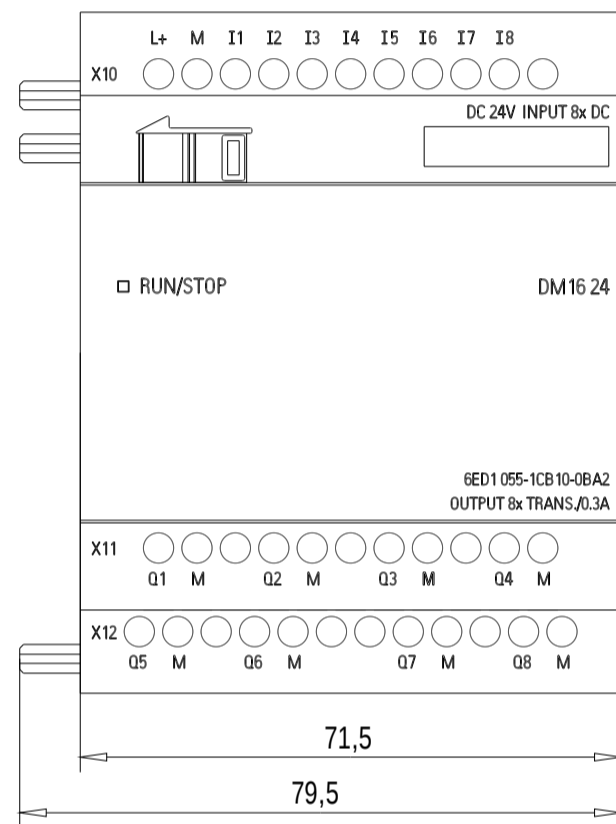 L+ M I1 I2 I3 I4 I5 I6 I7 I8
X10
DC 24V INPUT 8x DC
RUN/STOP DM16 24
6ED1 055-1CB10-0BA2
OUTPUT 8x TRANS./0.3A
X11
Q1 M Q2 M Q3 M Q4 M
X12
Q5 M Q6 M Q7 M Q8 M
71,5
79,5